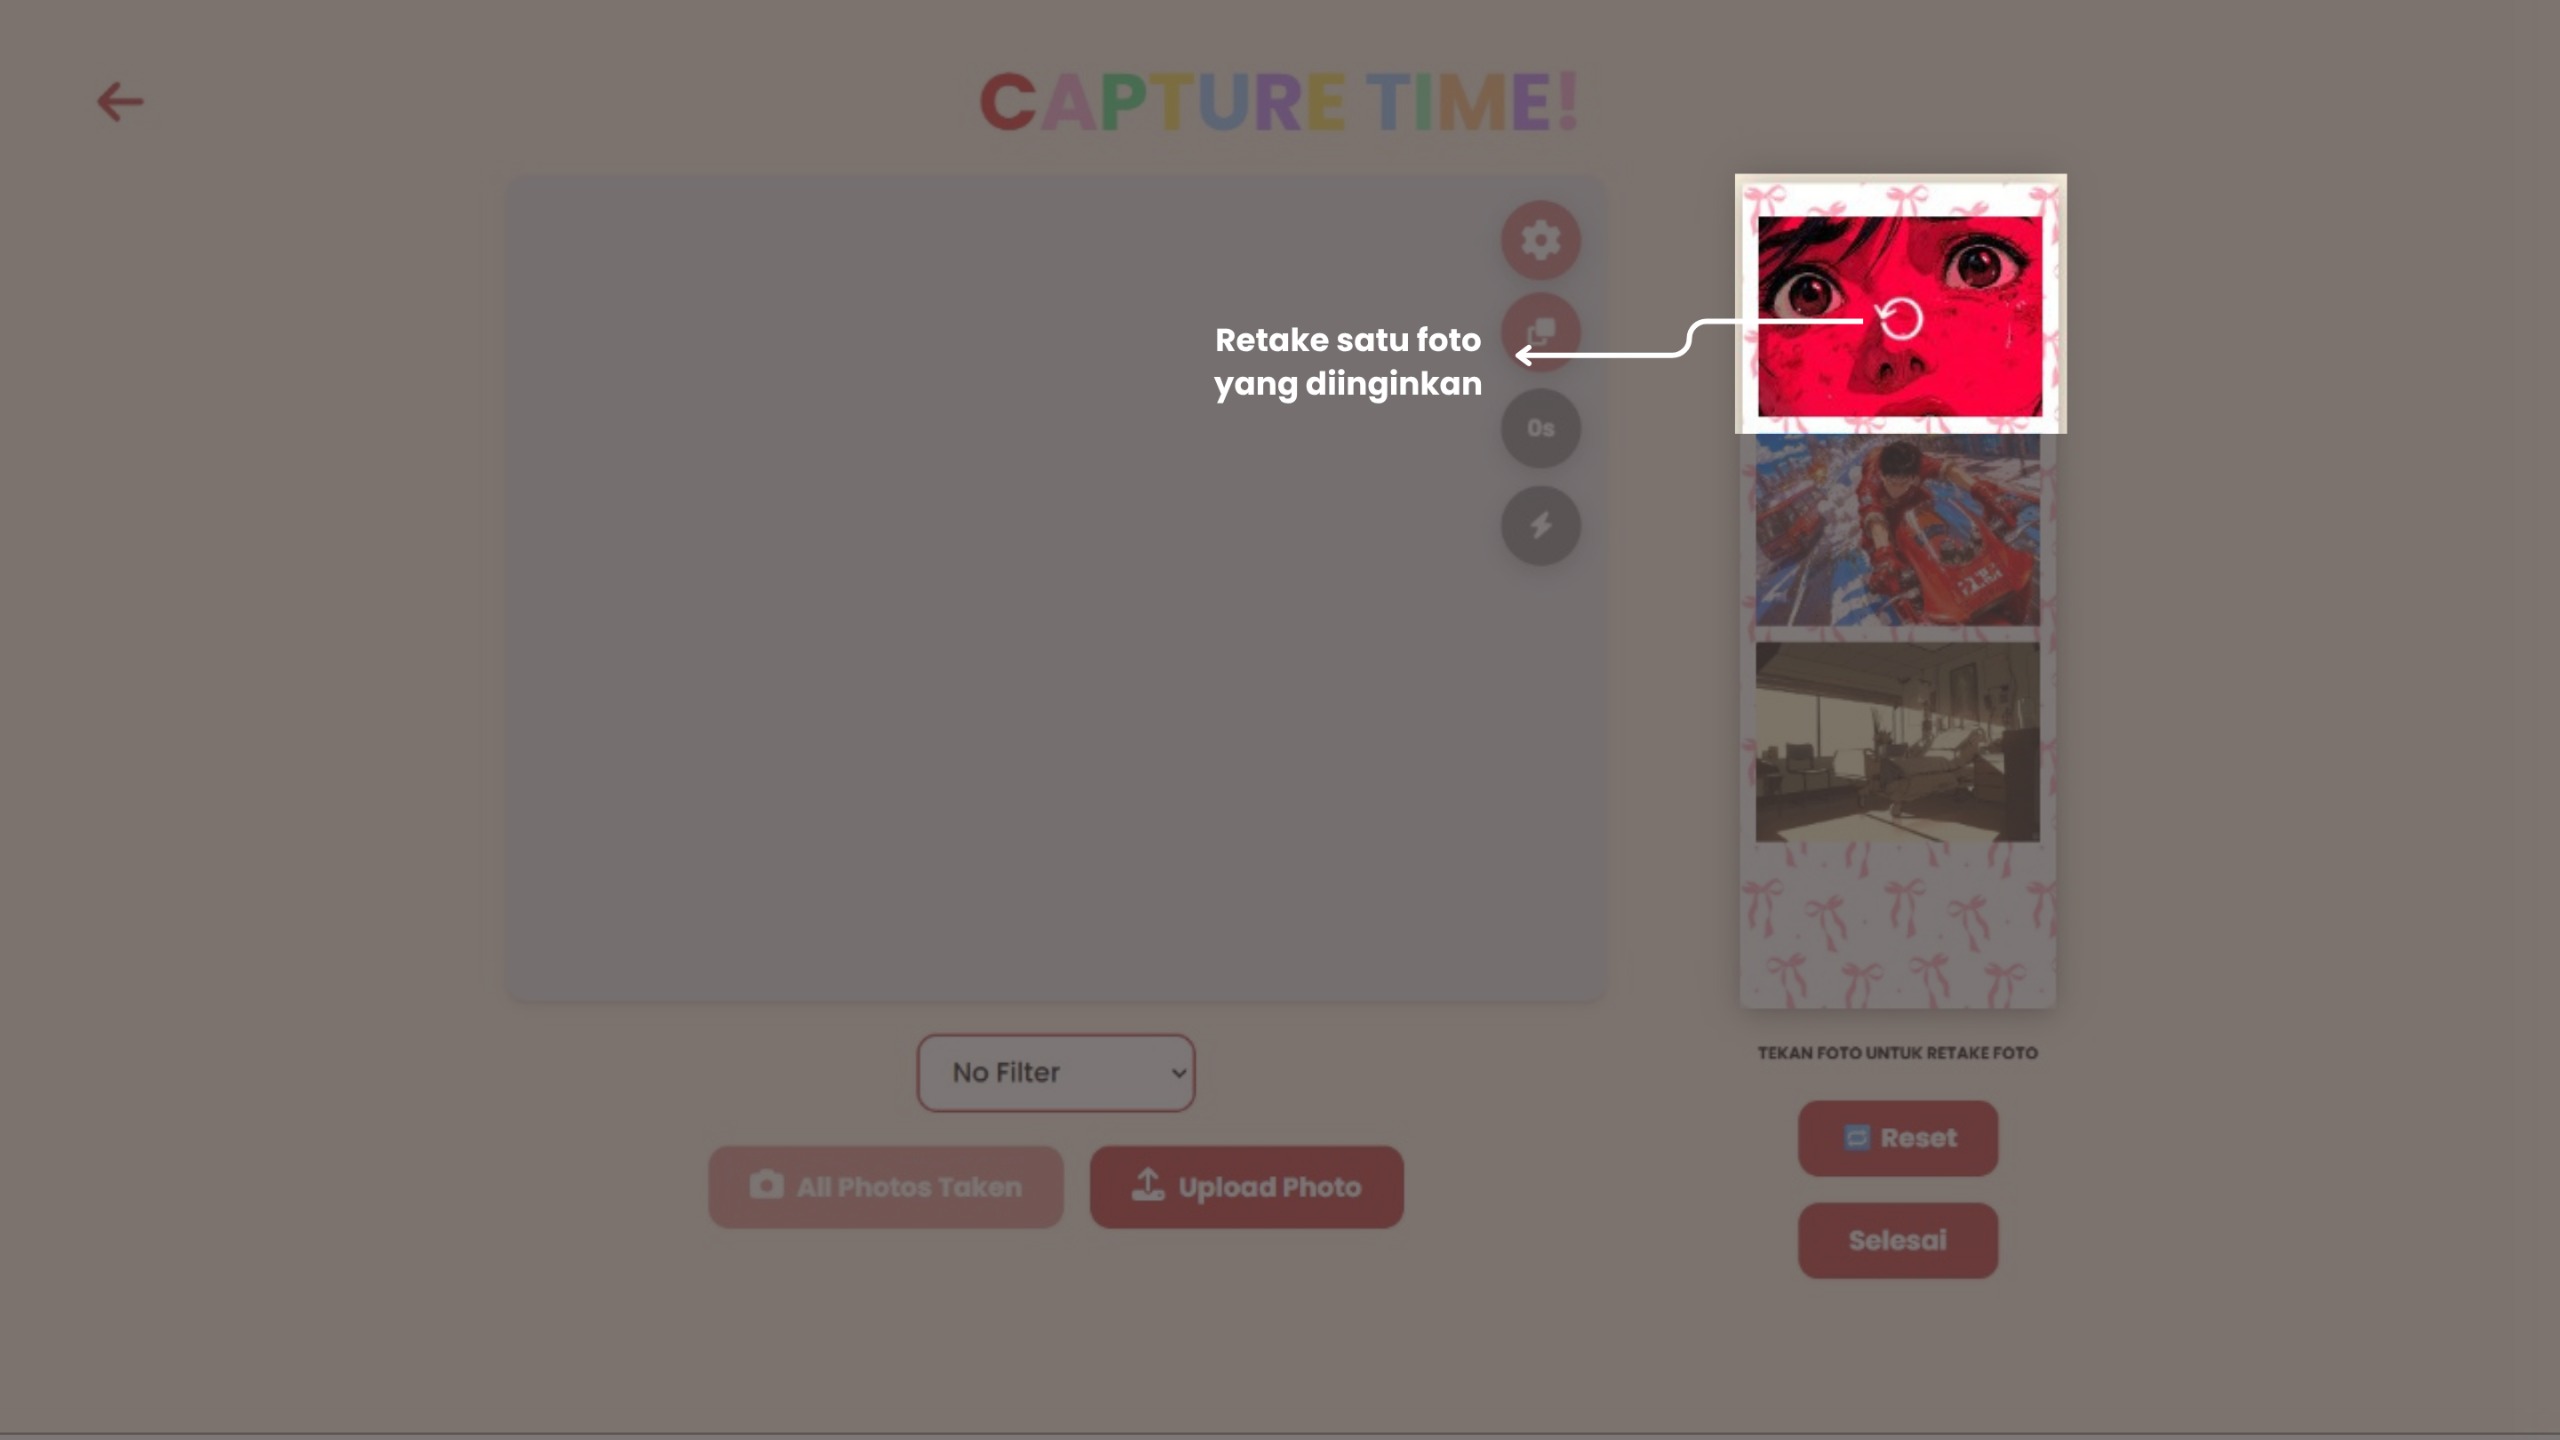 CAPTURE TIME!
Retake satu foto
yang diinginkan
0s
No Filter
All Photos Taken
Upload Photo
TEKAN FOTO UNTUK RETAKE FOTO
Reset
Selesai